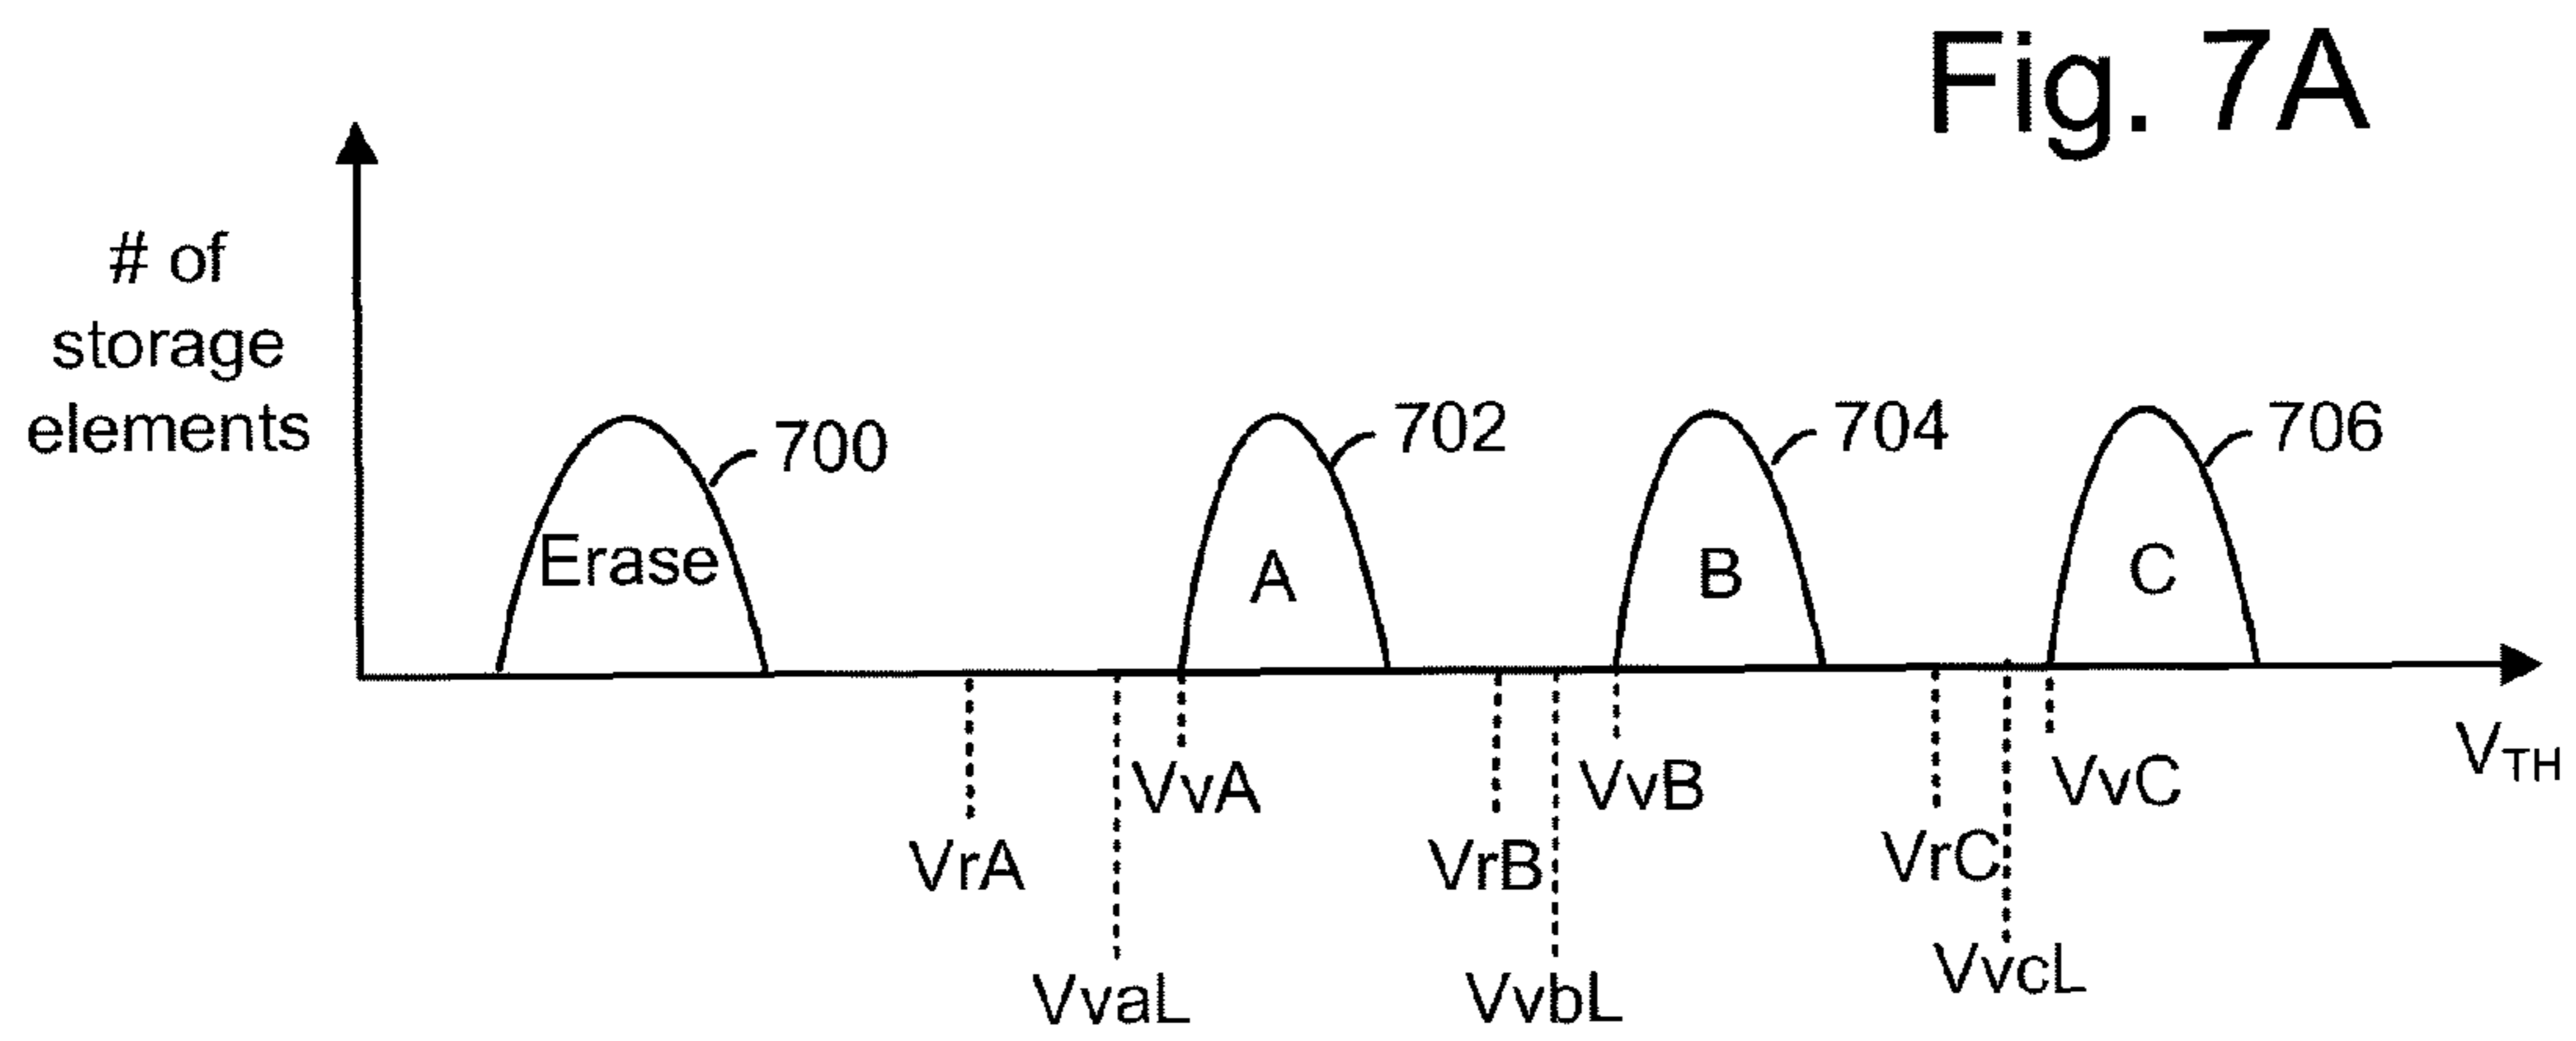 Fig. 7A
# of
storage
elements
700
702
704
706
Erase
A
B
C
VvA
VvB
VvC
VTH
VrA
VrB
VrC
VvaL
VvbL
VvcL